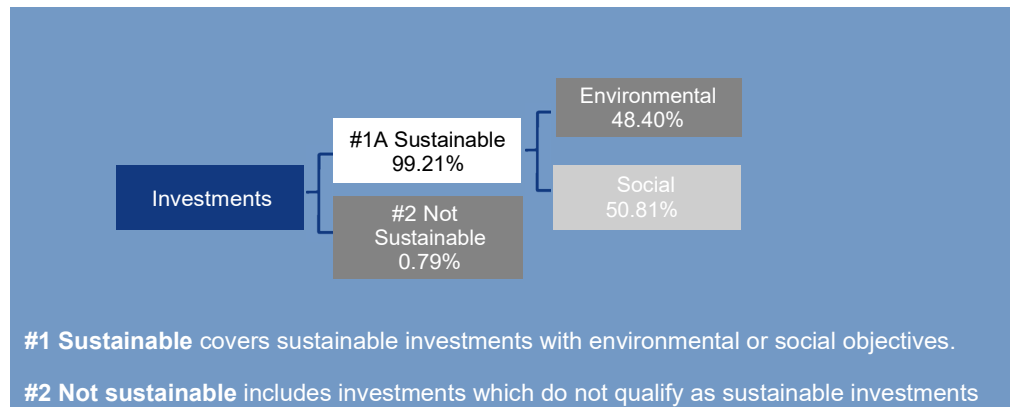 Environmental
48.40%
#1A Sustainable
99.21%
Investments
Social
50.81%
#2 Not
Sustainable
0.79%
#1 Sustainable covers sustainable investments with environmental or social objectives.
#2 Not sustainable includes investments which do not qualify as sustainable investments